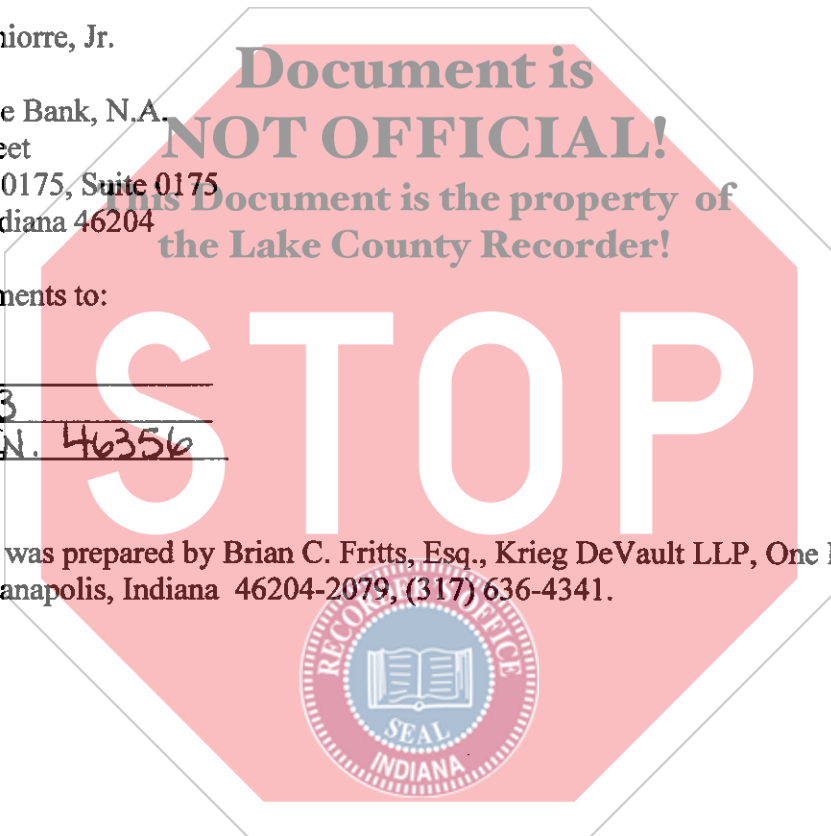 niorre, Jr.
Document is
e Bank, N.A.
NOT OFFICIAL!
eet
0175, Suite 0175
This Document is the property of
diana 46204
the Lake County Recorder!
nents to:
STOP
3
N. 46356
was prepared by Brian C. Fritts, Esq., Krieg DeVault LLP, One
anapolis, Indiana 46204-2079, (317) 636-4341.
RECORDER'S OFFICE
SEAL
INDIANA